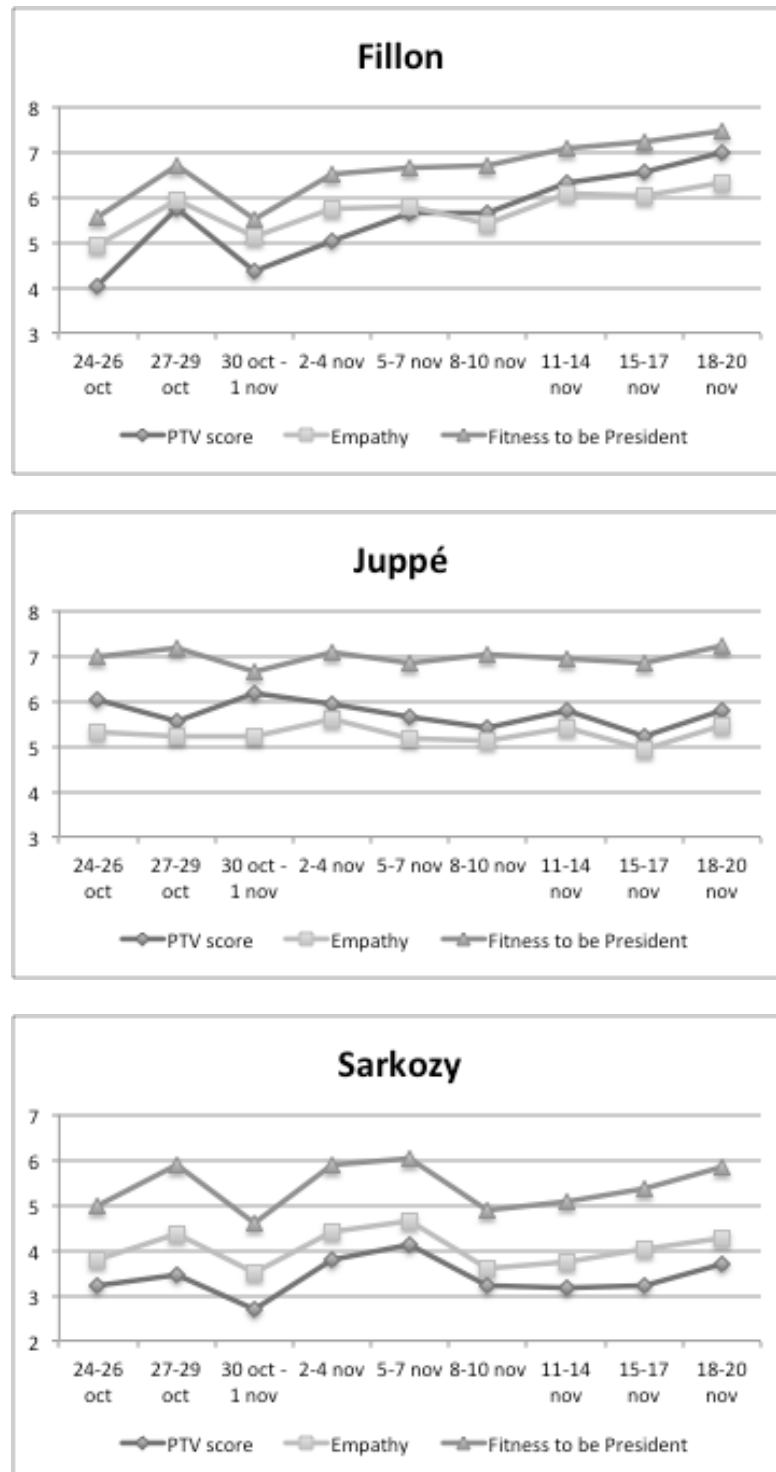 Fillon
8
7
6
5
4
3
24-26 oct
27-29 oct
30 oct - 1 nov
2-4 nov
5-7 nov
8-10 nov
11-14 nov
15-17 nov
18-20 nov
PTV score
Empathy
Fitness to be President
Juppé
8
7
6
5
4
3
24-26 oct
27-29 oct
30 oct - 1 nov
2-4 nov
5-7 nov
8-10 nov
11-14 nov
15-17 nov
18-20 nov
PTV score
Empathy
Fitness to be President
Sarkozy
7
6
5
4
3
2
24-26 oct
27-29 oct
30 oct - 1 nov
2-4 nov
5-7 nov
8-10 nov
11-14 nov
15-17 nov
18-20 nov
PTV score
Empathy
Fitness to be President